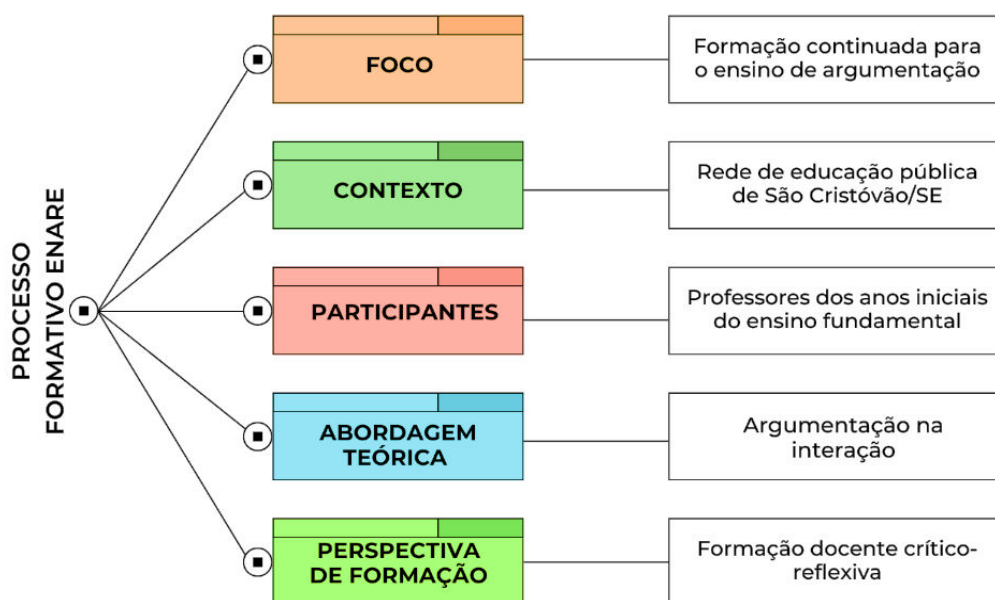 PROCESSO
FORMATIVO ENARE
FOCO
Formação continuada para
o ensino de argumentação
CONTEXTO
Rede de educação pública
de São Cristóvão/SE
PARTICIPANTES
Professores dos anos iniciais
do ensino fundamental
ABORDAGEM
TEÓRICA
Argumentação na
interação
PERSPECTIVA
DE FORMAÇÃO
Formação docente crítico-
reflexiva